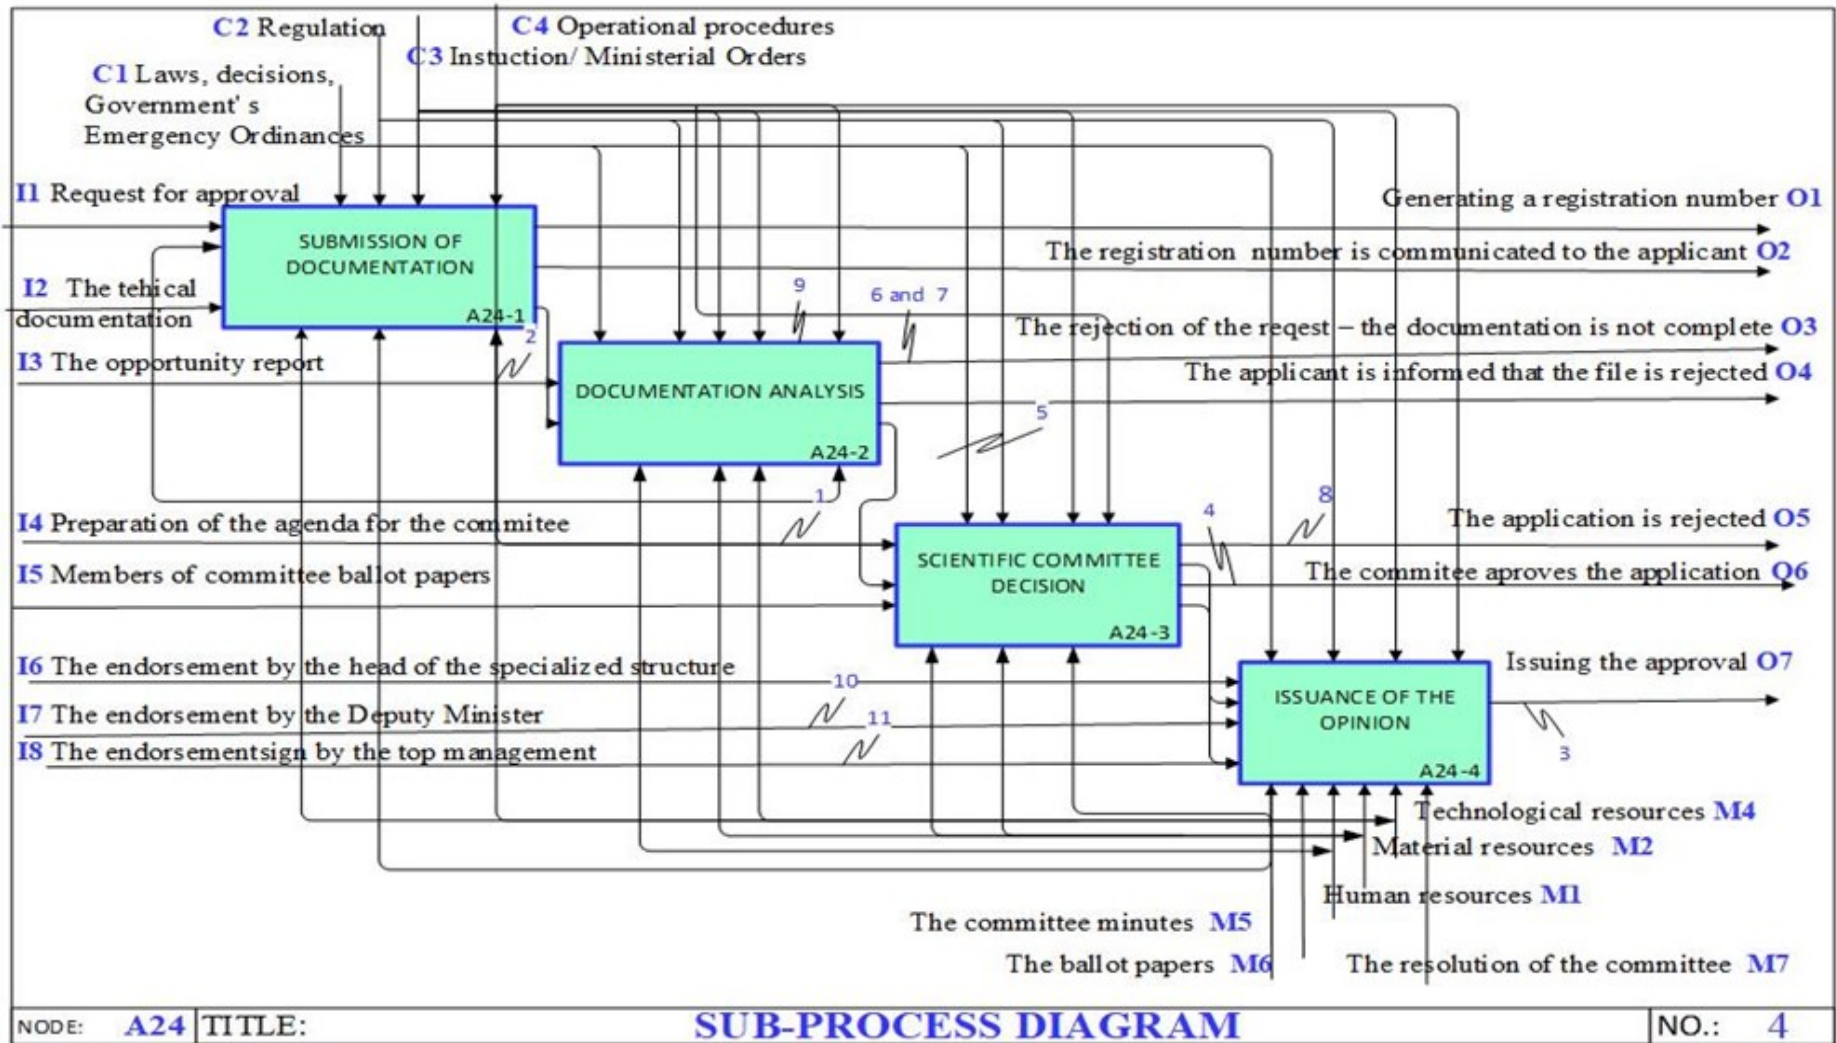 C2 Regulation
C4 Operational procedures
C3 Instuction/ Ministerial Orders
C1 Laws, decisions,
Government' s
Emergency Ordinances
I1 Request for approval
Generating a registration number O1
SUBMISSION OF
DOCUMENTATION
A24-1
The registration number is communicated to the applicant O2
I2 The tehical
documentation
2
9
6 and 7
The rejection of the reqest – the documentation is not complete O3
I3 The opportunity report
The applicant is informed that the file is rejected O4
DOCUMENTATION ANALYSIS
A24-2
5
1
4
8
I4 Preparation of the agenda for the commitee
The application is rejected O5
I5 Members of committee ballot papers
SCIENTIFIC COMMITTEE
DECISION
A24-3
The commitee aproves the application O6
I6 The endorsement by the head of the specialized structure
Issuing the approval O7
10
I7 The endorsement by the Deputy Minister
11
I8 The endorsementsign by the top management
ISSUANCE OF THE
OPINION
A24-4
3
Technological resources M4
Material resources M2
Human resources M1
The committee minutes M5
The ballot papers M6
The resolution of the committee M7
NODE: A24 TITLE: SUB-PROCESS DIAGRAM NO.: 4